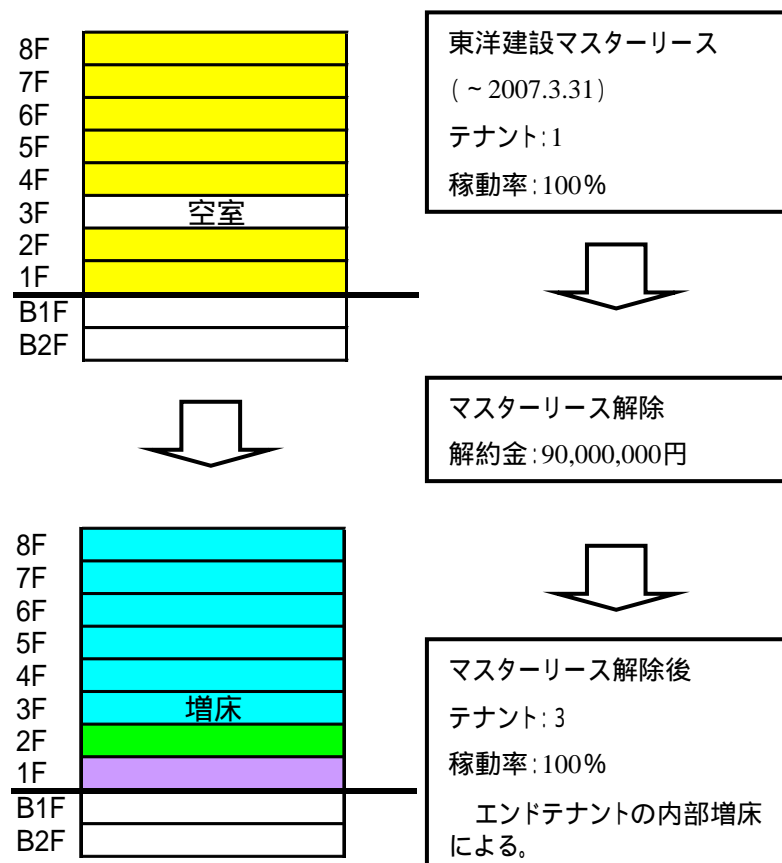 8F
7F
6F
5F
4F
3F 空室
2F
1F
B1F
B2F
東洋建設マスターリース
(~2007.3.31)
テナント:1
稼動率:100%
マスターリース解除
解約金:90,000,000円
8F
7F
6F
5F
4F
3F 増床
2F
1F
B1F
B2F
マスターリース解除後
テナント:3
稼動率:100%
エンドテナントの内部増床
による。